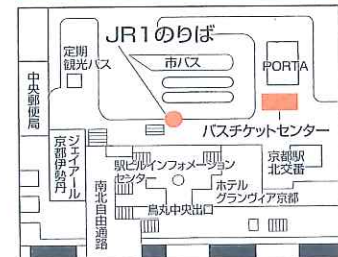 JR1のりば
定期
観光バス
市バス
PORTA
中央郵便局
バスチケットセンター
ジェイアール
京都伊勢丹
駅ビルインフォメーション
センター
京都駅
北交番
南北自由通路
ホテル
グランヴィア京都
烏丸中央出口